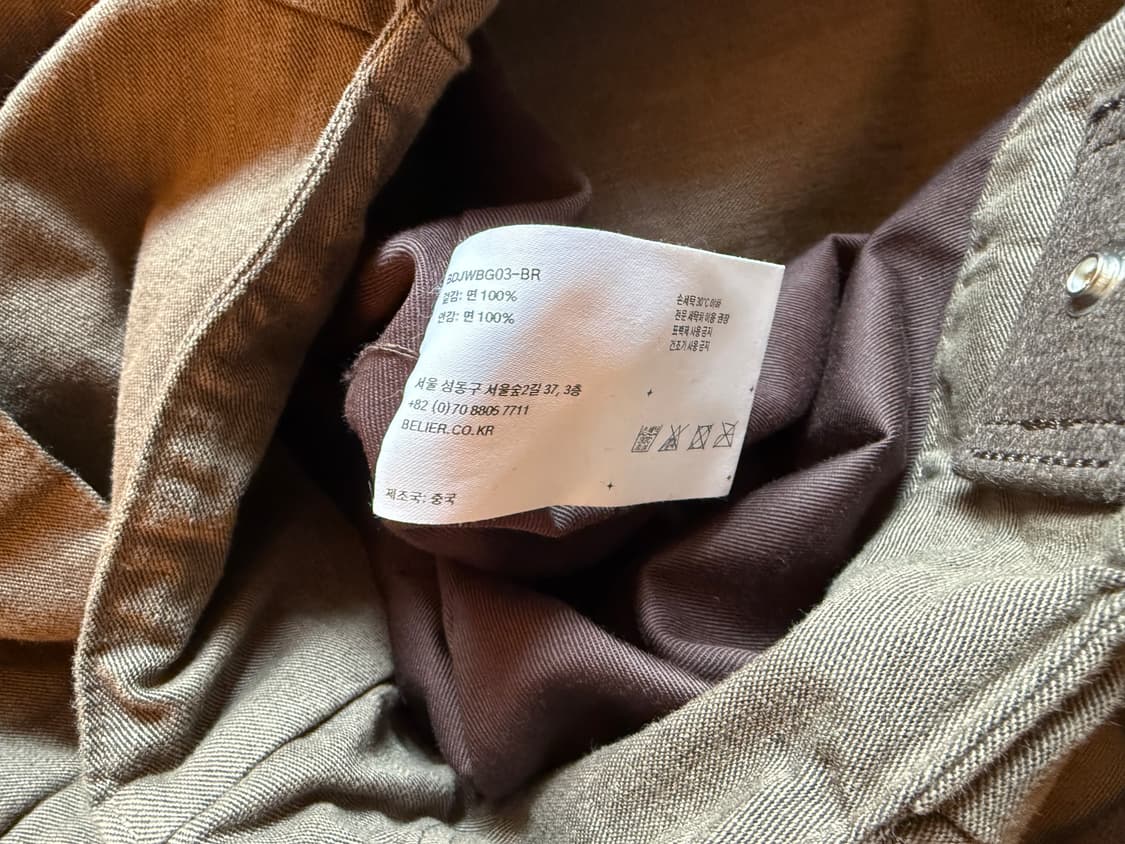 BDJWBG03-BR
겉감: 면 100%
안감: 면 100%
손세탁 30℃ 이하
전문 세탁처 이용 권장
표백제 사용 금지
건조기 사용 금지
서울 성동구 서울숲2길 37, 3층
+82 (0)70 8805 7711
BELIER.CO.KR
제조국: 중국